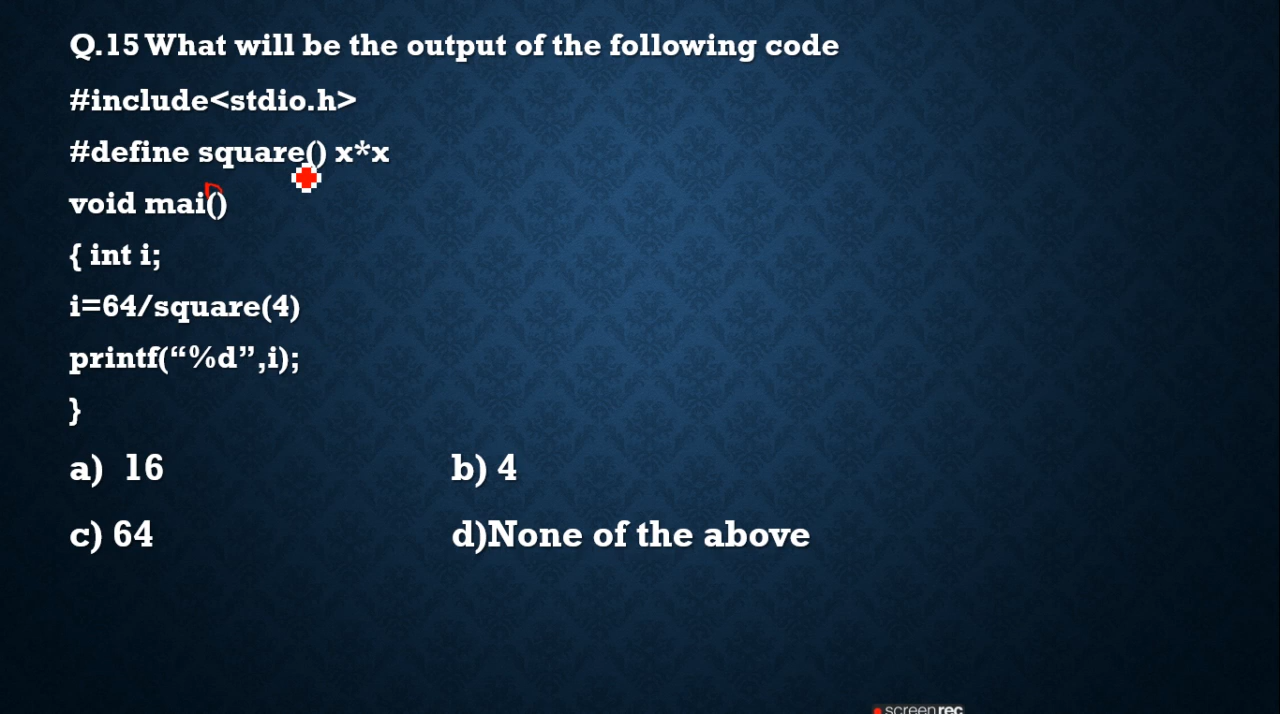 Q.15 What will be the output of the following code
#include<stdio.h>
#define square() x*x
void mai()
{ int i;
i=64/square(4)
printf(“%d”,i);
}
a) 16 b) 4
c) 64 d)None of the above
screenrec